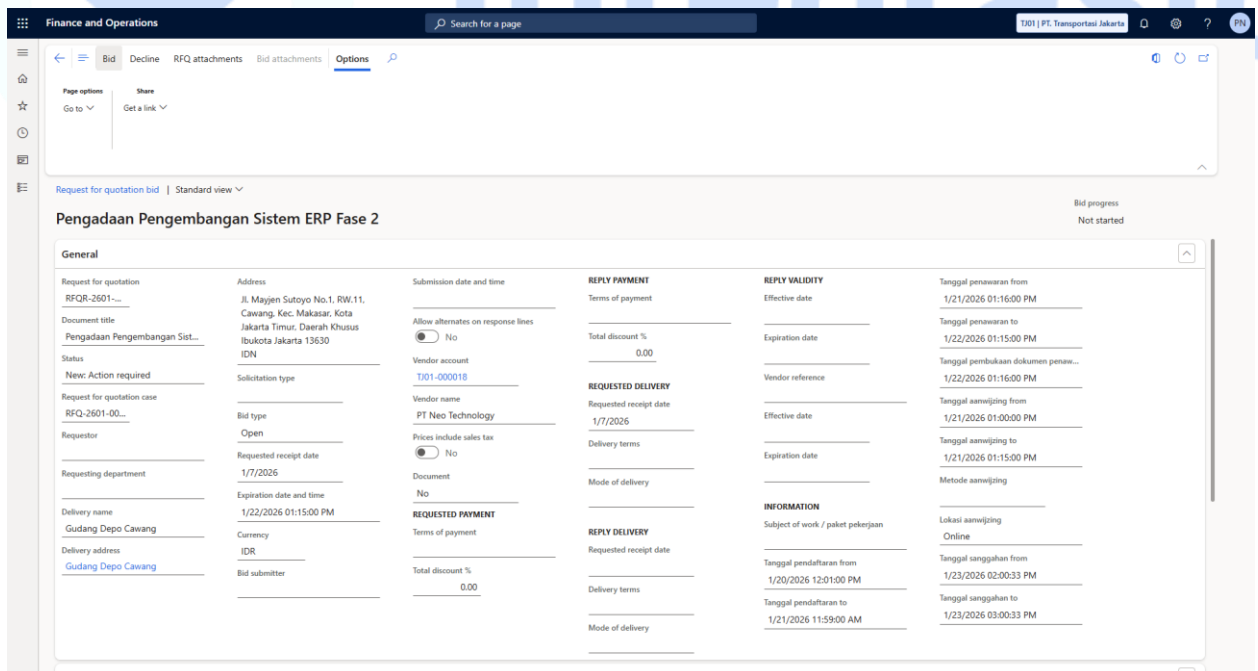 Finance and Operations
Search for a page
TJ01 | PT. Transportasi Jakarta
?
PN
Bid
Decline
RFQ attachments
Bid attachments
Options
Page options
Go to
Share
Get a link
Request for quotation bid | Standard view
Pengadaan Pengembangan Sistem ERP Fase 2
Bid progress
Not started
General
Request for quotation
RFQR-2601-...
Document title
Pengadaan Pengembangan Sist...
Status
New: Action required
Request for quotation case
RFQ-2601-00...
Requestor
Requesting department
Delivery name
Gudang Depo Cawang
Delivery address
Gudang Depo Cawang
Address
Jl. Mayjen Sutoyo No.1, RW.11,
Cawang, Kec. Makasar, Kota
Jakarta Timur, Daerah Khusus
Ibukota Jakarta 13630
IDN
Solicitation type
Bid type
Open
Requested receipt date
1/7/2026
Expiration date and time
1/22/2026 01:15:00 PM
Currency
IDR
Bid submitter
Submission date and time
Allow alternates on response lines
No
Vendor account
TJ01-000018
Vendor name
PT Neo Technology
Prices include sales tax
No
Document
No
REQUESTED PAYMENT
Terms of payment
Total discount %
0.00
REPLY PAYMENT
Terms of payment
Total discount %
0.00
REQUESTED DELIVERY
Requested receipt date
1/7/2026
Delivery terms
Mode of delivery
REPLY DELIVERY
Requested receipt date
Delivery terms
Mode of delivery
REPLY VALIDITY
Effective date
Expiration date
Vendor reference
Effective date
Expiration date
INFORMATION
Subject of work / paket pekerjaan
Tanggal pendaftaran from
1/20/2026 12:01:00 PM
Tanggal pendaftaran to
1/21/2026 11:59:00 AM
Tanggal penawaran from
1/21/2026 01:16:00 PM
Tanggal penawaran to
1/22/2026 01:15:00 PM
Tanggal pembukaan dokumen penaw...
1/22/2026 01:16:00 PM
Tanggal aanwijzing from
1/21/2026 01:00:00 PM
Tanggal aanwijzing to
1/21/2026 01:15:00 PM
Metode aanwijzing
Lokasi aanwijzing
Online
Tanggal sanggahan from
1/23/2026 02:00:33 PM
Tanggal sanggahan to
1/23/2026 03:00:33 PM